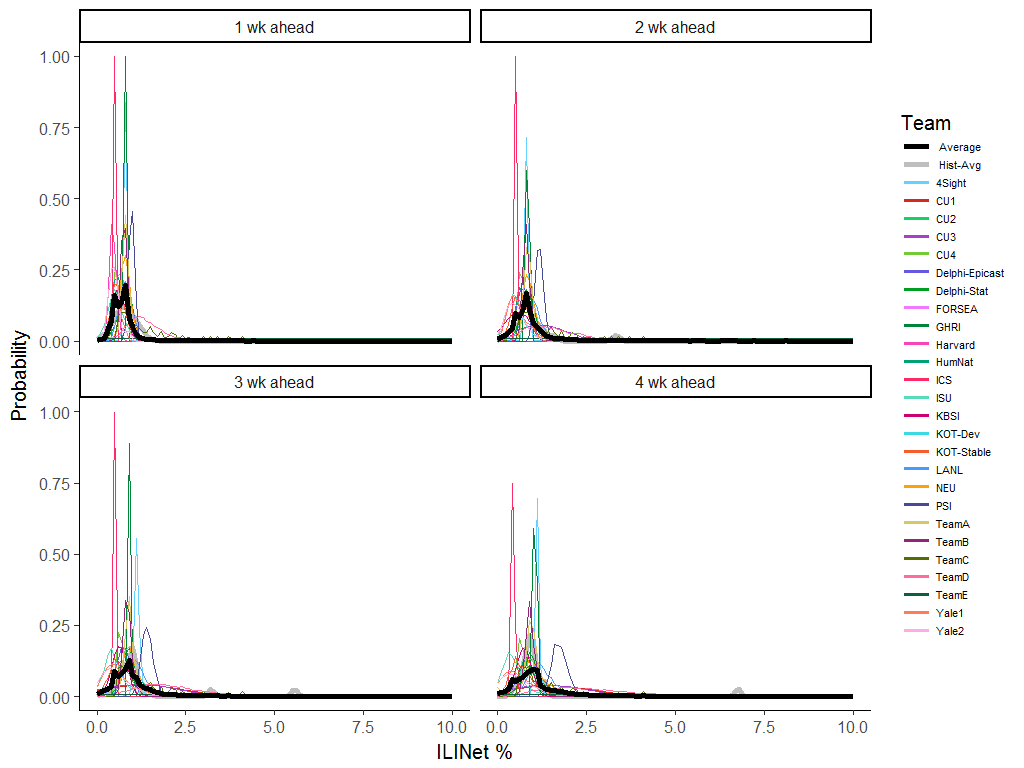 1 wk ahead
2 wk ahead
1.00
0.75
0.50
0.25
0.00
3 wk ahead
4 wk ahead
1.00
0.75
0.50
0.25
0.00
0.0
2.5
5.0
7.5
10.0
0.0
2.5
5.0
7.5
10.0
Probability
ILINet %
Team
Average
Hist-Avg
4Sight
CU1
CU2
CU3
CU4
Delphi-Epicast
Delphi-Stat
FORSEA
GHRI
Harvard
HumNat
ICS
ISU
KBSI
KOT-Dev
KOT-Stable
LANL
NEU
PSI
TeamA
TeamB
TeamC
TeamD
TeamE
Yale1
Yale2